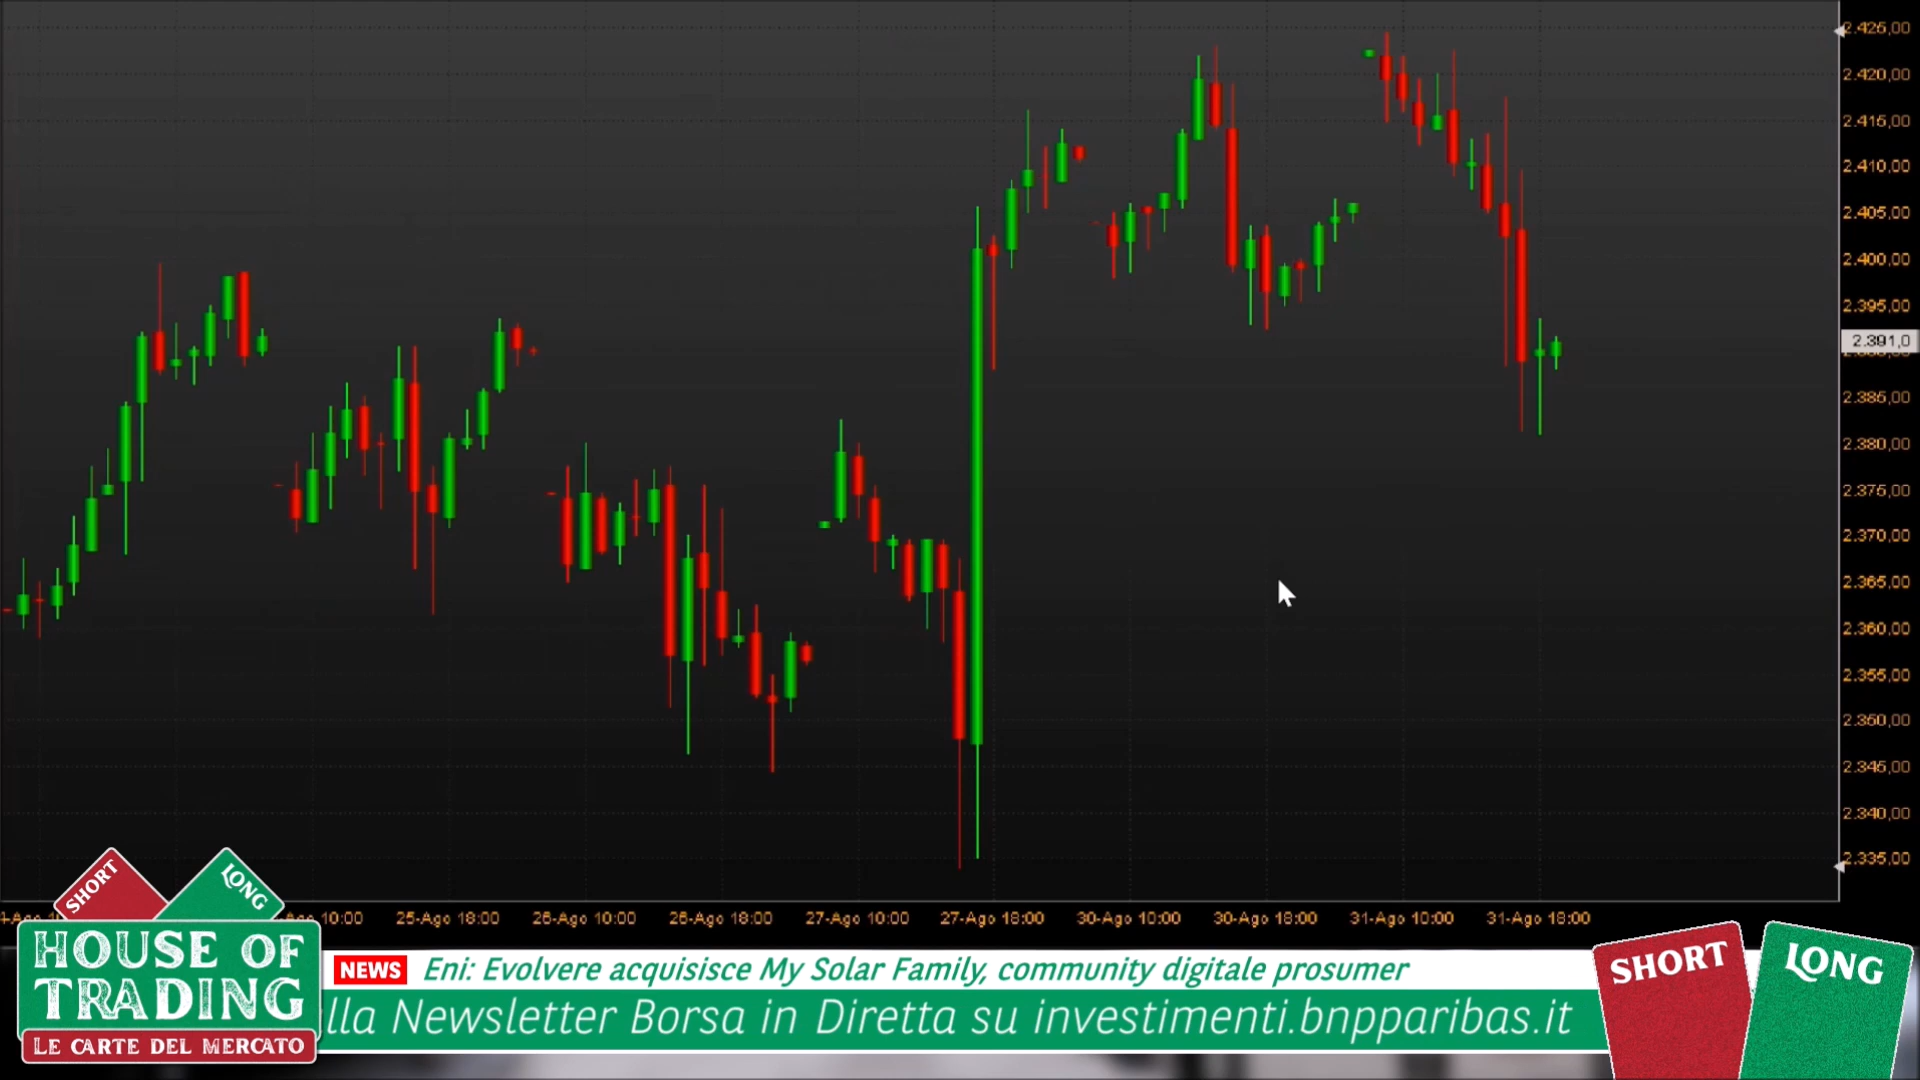 2.425,00
2.420,00
2.415,00
2.410,00
2.405,00
2.400,00
2.395,00
2.391,0
2.385,00
2.380,00
2.375,00
2.370,00
2.365,00
2.360,00
2.355,00
2.350,00
2.345,00
2.340,00
2.335,00
10:00 25-Ago 18:00 26-Ago 10:00 26-Ago 18:00 27-Ago 10:00 27-Ago 18:00 30-Ago 10:00 30-Ago 18:00 31-Ago 10:00 31-Ago 18:00
SHORT
LONG
HOUSE OF
TRADING
LE CARTE DEL MERCATO
NEWS Eni: Evolvere acquisisce My Solar Family, community digitale prosumer
lla Newsletter Borsa in Diretta su investimenti.bnpparibas.it
SHORT
LONG